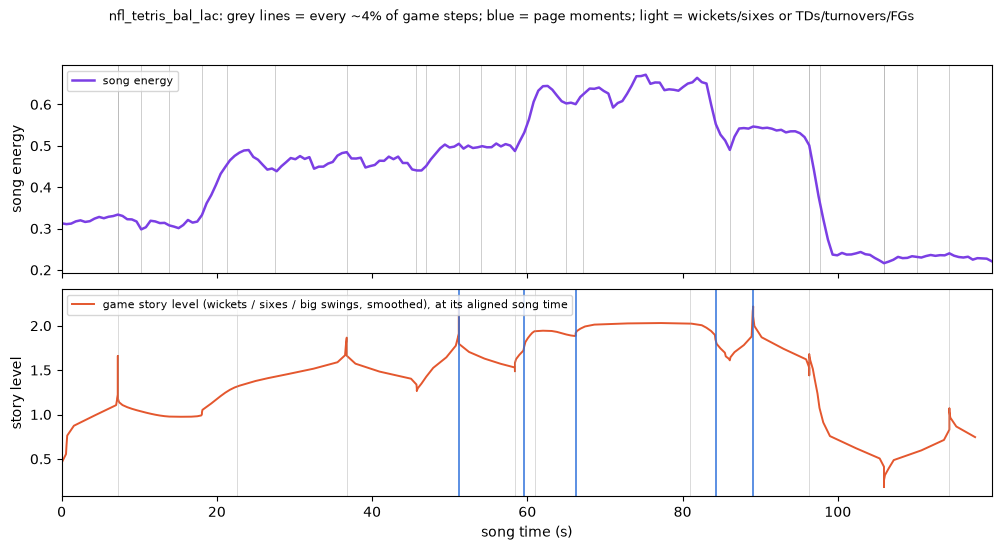 nfl_tetris_bal_lac: grey lines = every ~4% of game steps; blue = page moments; light = wickets/sixes or TDs/turnovers/FGs
song energy
song energy
0.6
0.5
0.4
0.3
0.2
game story level (wickets / sixes / big swings, smoothed), at its aligned song time
story level
2.0
1.5
1.0
0.5
0 20 40 60 80 100
song time (s)